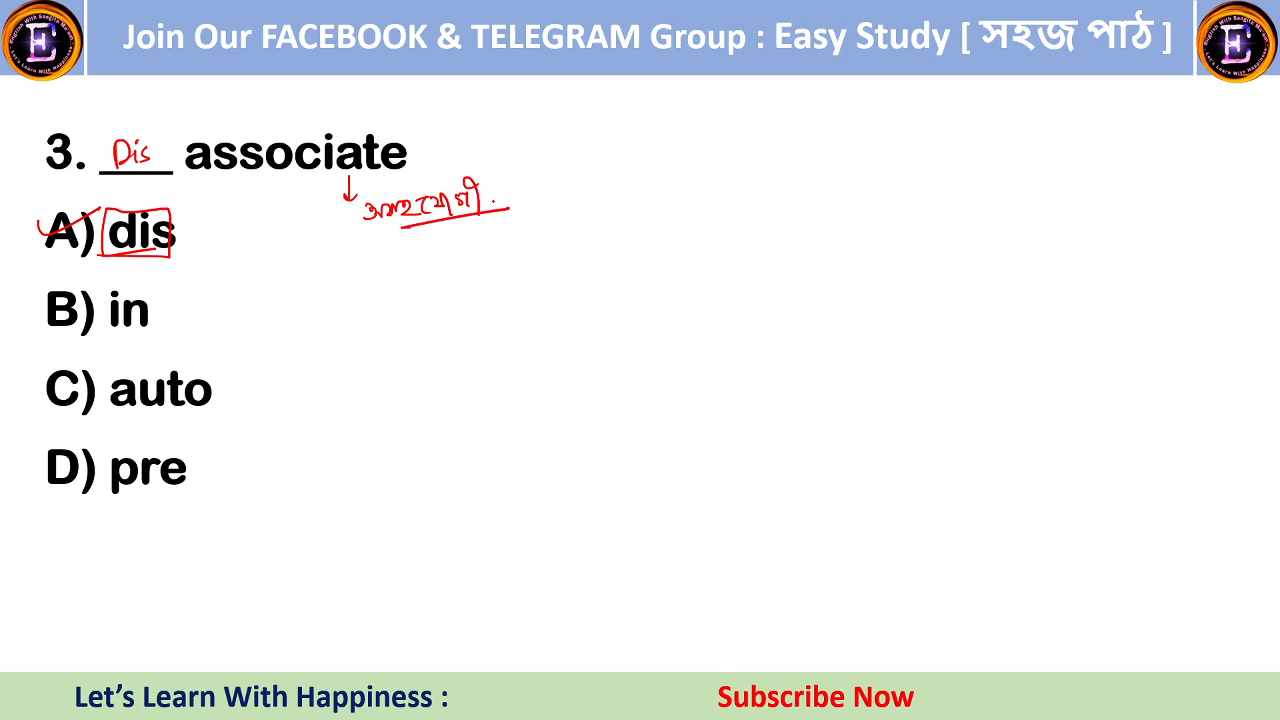 Join Our FACEBOOK & TELEGRAM Group : Easy Study [ সহজ পাঠ ]
3. Dis associate
অসহযোগী
A) dis
B) in
C) auto
D) pre
Let's Learn With Happiness :
Subscribe Now